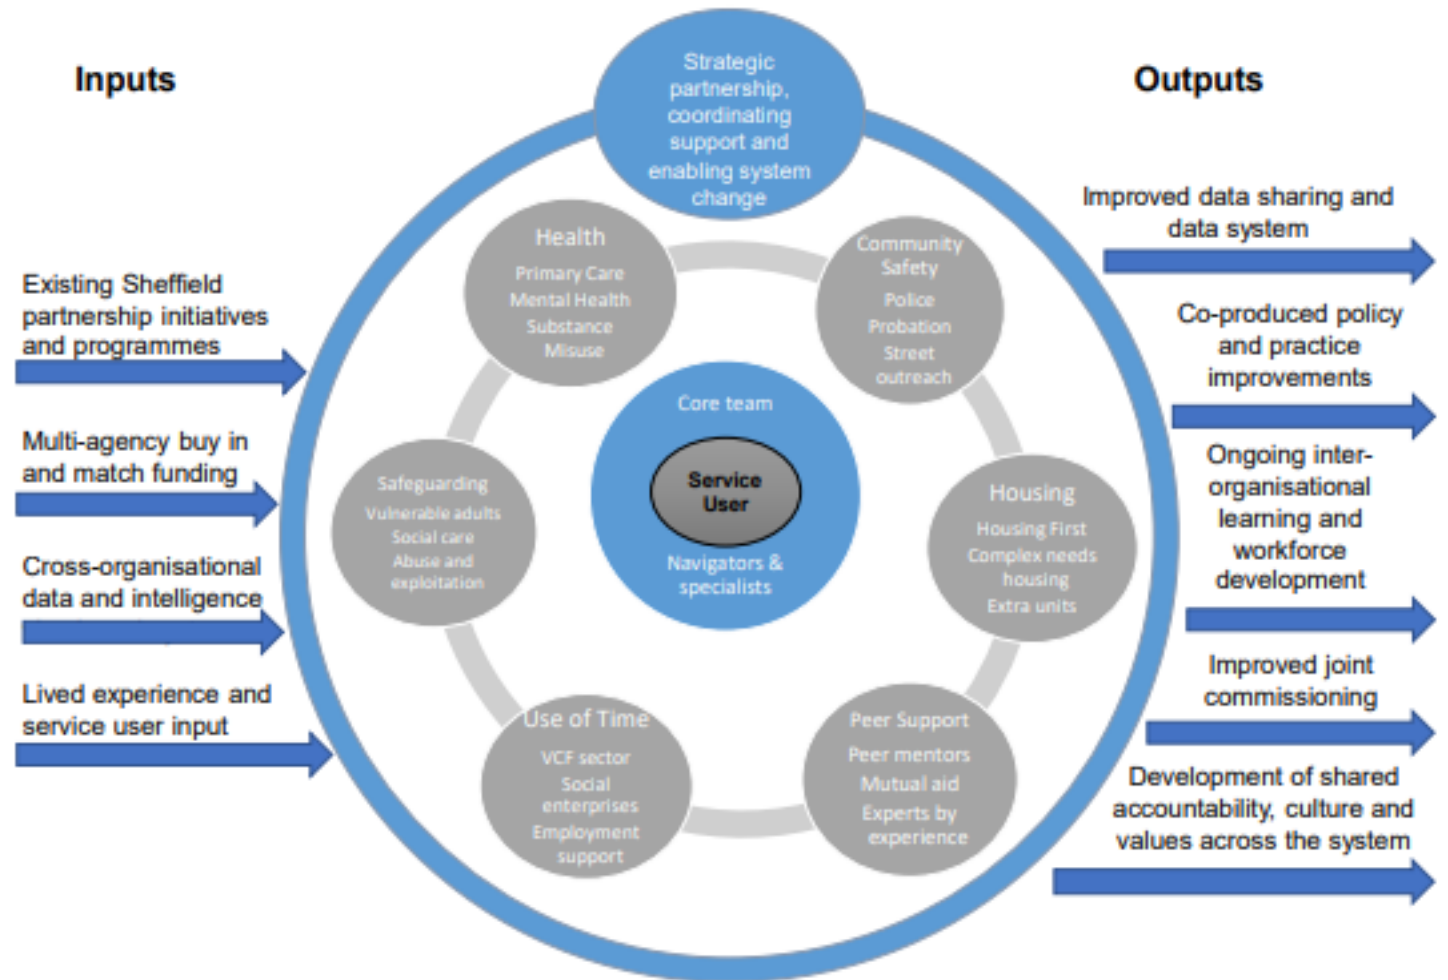 Inputs
Outputs
Strategic
partnership,
coordinating
support and
enabling system
change
Existing Sheffield
partnership initiatives
and programmes
Multi-agency buy in
and match funding
Cross-organisational
data and intelligence
Lived experience and
service user input
Health
Primary Care
Mental Health
Substance
Misuse
Community
Safety
Police
Probation
Street
outreach
Safeguarding
Vulnerable adults
Social care
Abuse and
exploitation
Core team
Service
User
Navigators &
specialists
Housing
Housing First
Complex needs
housing
Extra units
Use of Time
VCF sector
Social
enterprises
Employment
support
Peer Support
Peer mentors
Mutual aid
Experts by
experience
Improved data sharing and
data system
Co-produced policy
and practice
improvements
Ongoing inter-
organisational
learning and
workforce
development
Improved joint
commissioning
Development of shared
accountability, culture and
values across the system